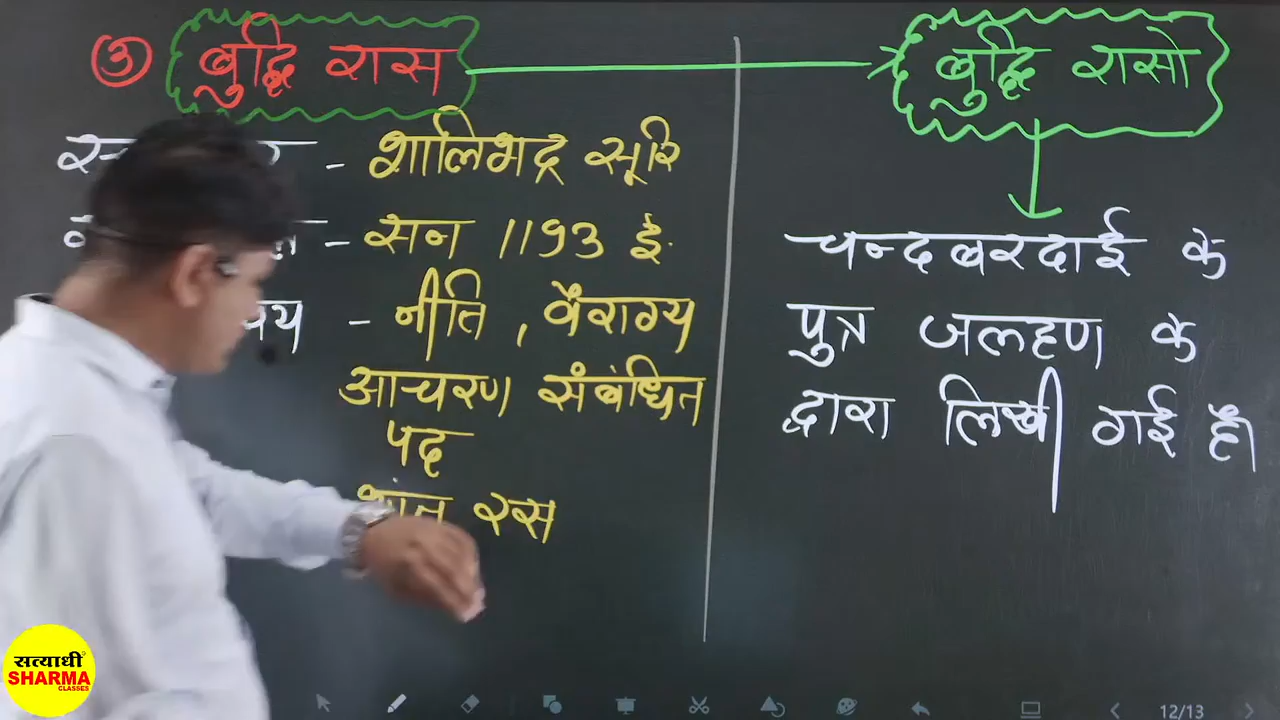 ③ बुद्धि रास
शालिभद्र सूरि
सन 1193 ई.
- नीति, वैराग्य
आचरण संबंधित
पद
शांत रस
बुद्धि रासो
चन्दबरदाई के
पुत्र जल्हण के
द्वारा लिखी गई है।
सत्यार्थी
SHARMA
CLASSES
12/13